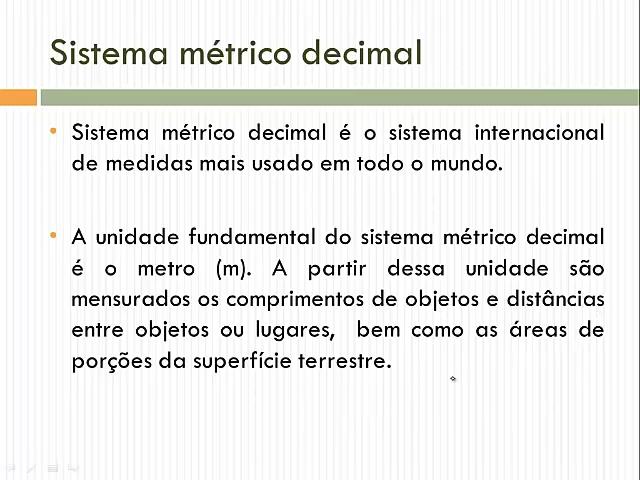 Sistema métrico decimal
• Sistema métrico decimal é o sistema internacional
de medidas mais usado em todo o mundo.
• A unidade fundamental do sistema métrico decimal
é o metro (m). A partir dessa unidade são
mensurados os comprimentos de objetos e distâncias
entre objetos ou lugares, bem como as áreas de
porções da superfície terrestre.